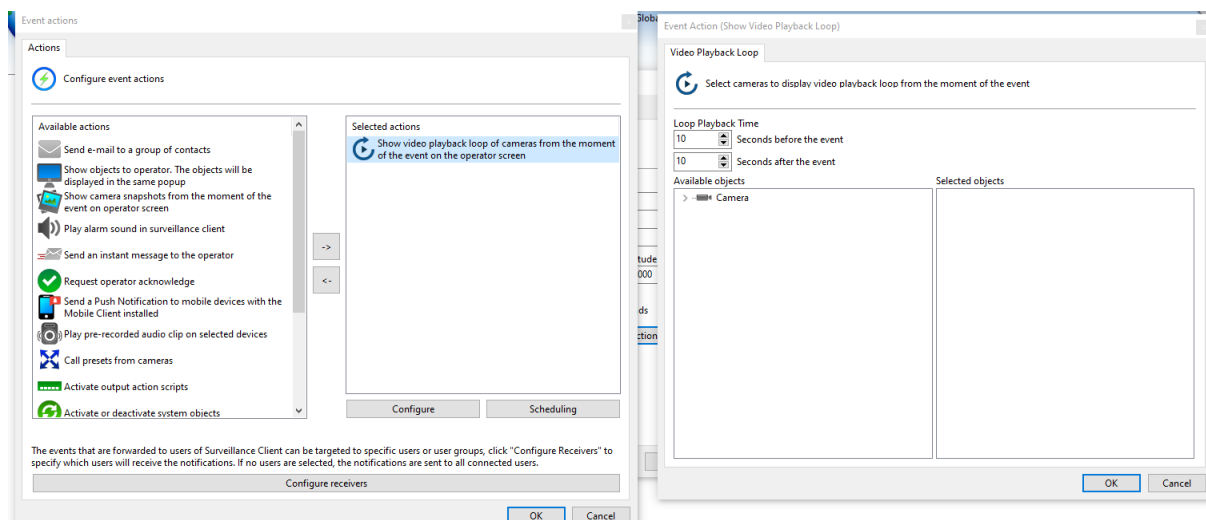 Event actions
Actions
Configure event actions
Available actions
Send e-mail to a group of contacts
Show objects to operator. The objects will be
displayed in the same popup
Show camera snapshots from the moment of the
event on operator screen
Play alarm sound in surveillance client
Send an instant message to the operator
Request operator acknowledge
Send a Push Notification to mobile devices with the
Mobile Client installed
Play pre-recorded audio clip on selected devices
Call presets from cameras
Activate output action scripts
Activate or deactivate system objects
->
<-
Selected actions
Show video playback loop of cameras from the moment
of the event on the operator screen
Configure
Scheduling
The events that are forwarded to users of Surveillance Client can be targeted to specific users or user groups, click "Configure Receivers" to
specify which users will receive the notifications. If no users are selected, the notifications are sent to all connected users.
Configure receivers
OK
Cancel
Globa
tude
000
ds
ction
Event Action (Show Video Playback Loop)
Video Playback Loop
Select cameras to display video playback loop from the moment of the event
Loop Playback Time
10 Seconds before the event
10 Seconds after the event
Available objects
Camera
Selected objects
OK
Cancel